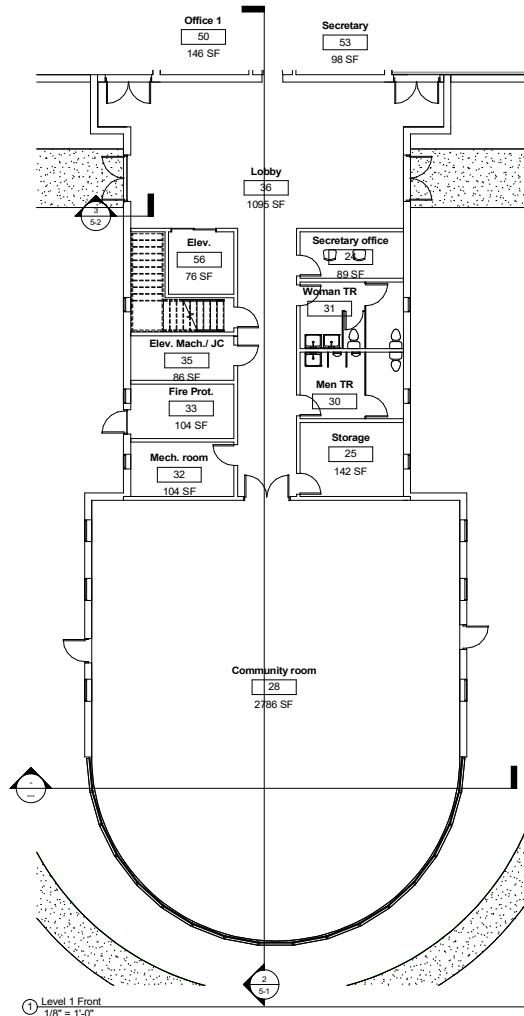 Office 1
50
146 SF
Secretary
53
98 SF
Lobby
36
1095 SF
3
5-2
Elev.
56
76 SF
Secretary office
24
89 SF
Woman TR
31
Elev. Mach./ JC
35
86 SF
Men TR
30
Fire Prot.
33
104 SF
Storage
25
142 SF
Mech. room
32
104 SF
Community room
28
2786 SF
2
5-1
1
Level 1 Front
1/8" = 1'-0"